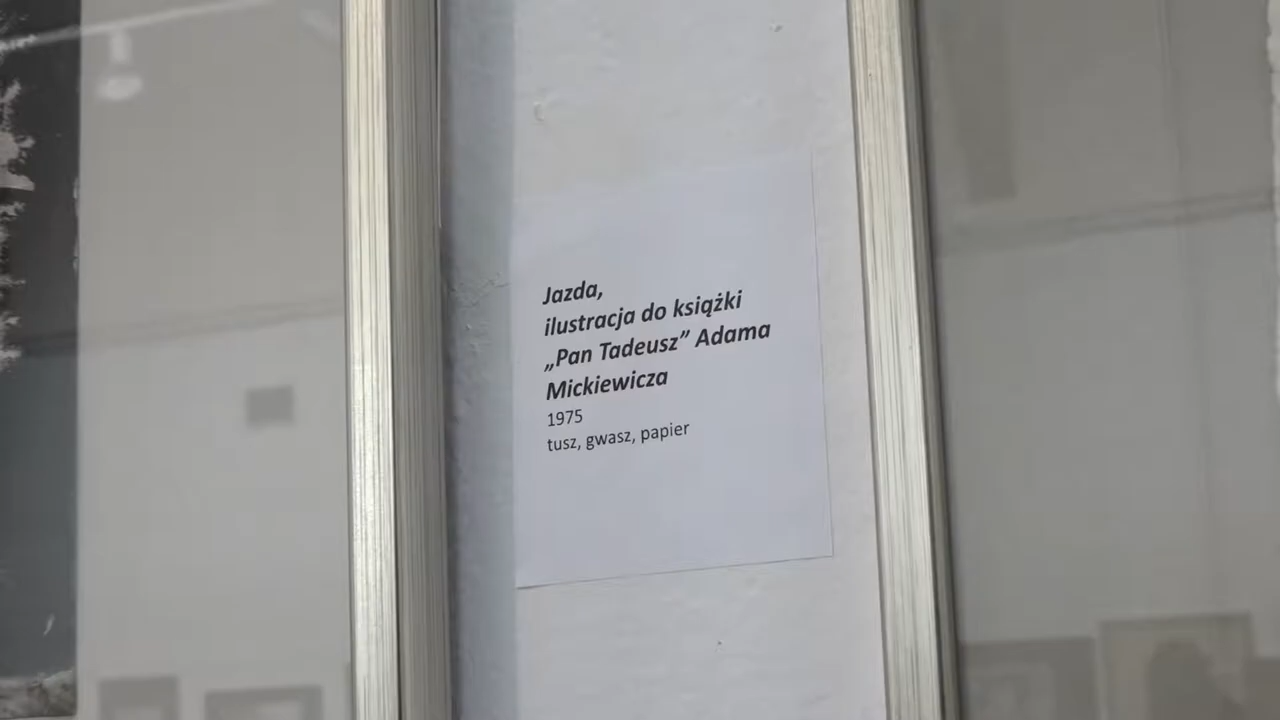 Jazda,
ilustracja do książki
„Pan Tadeusz” Adama
Mickiewicza
1975
tusz, gwasz, papier